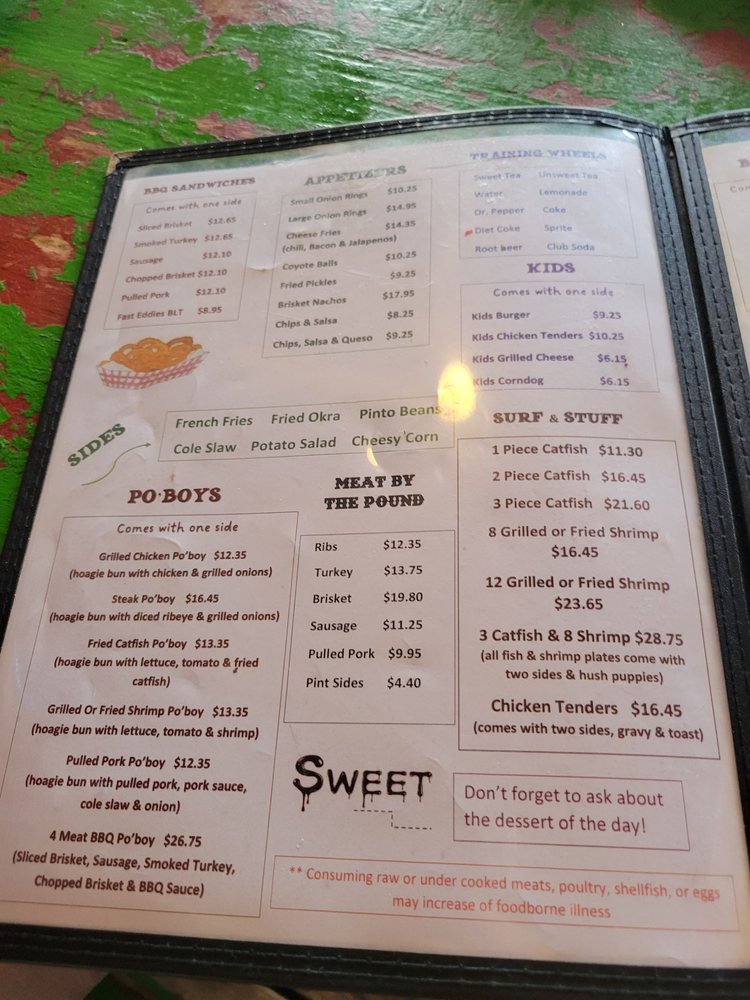 BBQ SANDWICHES
Comes with one side
Sliced Brisket $12.65
Smoked Turkey $12.65
Sausage $12.10
Chopped Brisket $12.10
Pulled Pork $12.10
Fast Eddies BLT $8.95
APPETIZERS
Small Onion Rings $10.25
Large Onion Rings $14.95
Cheese Fries $14.35
(chili, Bacon & Jalapenos)
Coyote Balls $10.25
Fried Pickles $9.25
Brisket Nachos $17.95
Chips & Salsa $8.25
Chips, Salsa & Queso $9.25
TRAINING WHEELS
Sweet Tea Unsweet Tea
Water Lemonade
Dr. Pepper Coke
Diet Coke Sprite
Root beer Club Soda
KIDS
Comes with one side
Kids Burger $9.25
Kids Chicken Tenders $10.25
Kids Grilled Cheese $6.15
Kids Corndog $6.15
SIDES
French Fries Fried Okra Pinto Beans
Cole Slaw Potato Salad Cheesy Corn
PO'BOYS
Comes with one side
Grilled Chicken Po'boy $12.35
(hoagie bun with chicken & grilled onions)
Steak Po'boy $16.45
(hoagie bun with diced ribeye & grilled onions)
Fried Catfish Po'boy $13.35
(hoagie bun with lettuce, tomato & fried
catfish)
Grilled Or Fried Shrimp Po'boy $13.35
(hoagie bun with lettuce, tomato & shrimp)
Pulled Pork Po'boy $12.35
(hoagie bun with pulled pork, pork sauce,
cole slaw & onion)
4 Meat BBQ Po'boy $26.75
(Sliced Brisket, Sausage, Smoked Turkey,
Chopped Brisket & BBQ Sauce)
MEAT BY
THE POUND
Ribs $12.35
Turkey $13.75
Brisket $19.80
Sausage $11.25
Pulled Pork $9.95
Pint Sides $4.40
SURF & STUFF
1 Piece Catfish $11.30
2 Piece Catfish $16.45
3 Piece Catfish $21.60
8 Grilled or Fried Shrimp
$16.45
12 Grilled or Fried Shrimp
$23.65
3 Catfish & 8 Shrimp $28.75
(all fish & shrimp plates come with
two sides & hush puppies)
Chicken Tenders $16.45
(comes with two sides, gravy & toast)
SWEET
Don't forget to ask about
the dessert of the day!
** Consuming raw or under cooked meats, poultry, shellfish, or eggs
may increase of foodborne illness